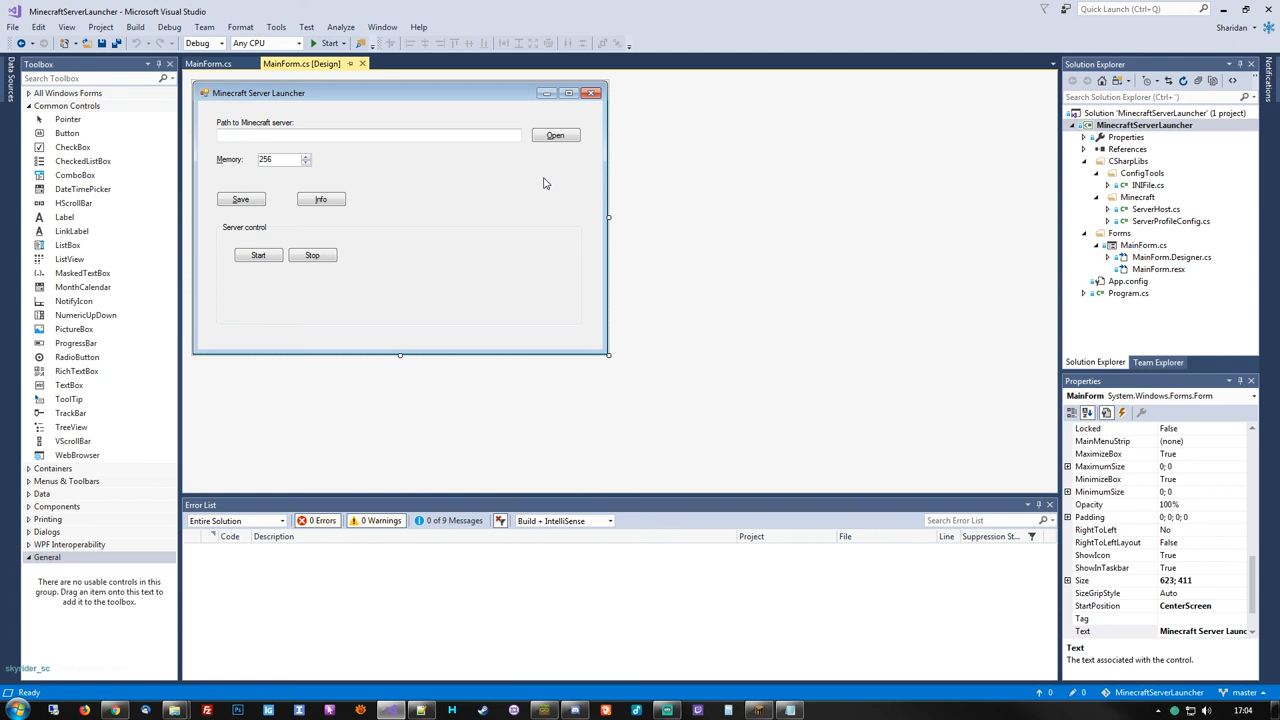 MinecraftServerLauncher - Microsoft Visual Studio
Quick Launch (Ctrl+Q)
File Edit View Project Build Debug Team Format Tools Test Analyze Window Help
Sharidan
Debug Any CPU Start
Data Sources
Toolbox
MainForm.cs MainForm.cs [Design]
Solution Explorer
Notifications
Search Toolbox
All Windows Forms
Common Controls
Pointer
Button
CheckBox
CheckedListBox
ComboBox
DateTimePicker
HScrollBar
Label
LinkLabel
ListBox
ListView
MaskedTextBox
MonthCalendar
NotifyIcon
NumericUpDown
PictureBox
ProgressBar
RadioButton
RichTextBox
TextBox
ToolTip
TrackBar
TreeView
VScrollBar
WebBrowser
Containers
Menus & Toolbars
Data
Components
Printing
Dialogs
WPF Interoperability
General
There are no usable controls in this
group. Drag an item onto this text to
add it to the toolbox.
Minecraft Server Launcher
Path to Minecraft server:
Open
Memory: 256
Save Info
Server control
Start Stop
Search Solution Explorer (Ctrl+")
Solution 'MinecraftServerLauncher' (1 project)
MinecraftServerLauncher
Properties
References
CSharpLibs
ConfigTools
INIFile.cs
Minecraft
ServerHost.cs
ServerProfileConfig.cs
Forms
MainForm.cs
MainForm.Designer.cs
MainForm.resx
App.config
Program.cs
Solution Explorer Team Explorer
Properties
MainForm System.Windows.Forms.Form
Locked False
MainMenuStrip (none)
MaximizeBox True
MaximumSize 0; 0
MinimizeBox True
MinimumSize 0; 0
Opacity 100%
Padding 0; 0; 0; 0
RightToLeft No
RightToLeftLayout False
ShowIcon True
ShowInTaskbar True
Size 623; 411
SizeGripStyle Auto
StartPosition CenterScreen
Tag
Text Minecraft Server Launc
Text
The text associated with the control.
Error List
Entire Solution 0 Errors 0 Warnings 0 of 9 Messages Build + IntelliSense Search Error List
Code Description Project File Line Suppression St...
skyrider_sc
Ready 0 0 MinecraftServerLauncher master
17:04